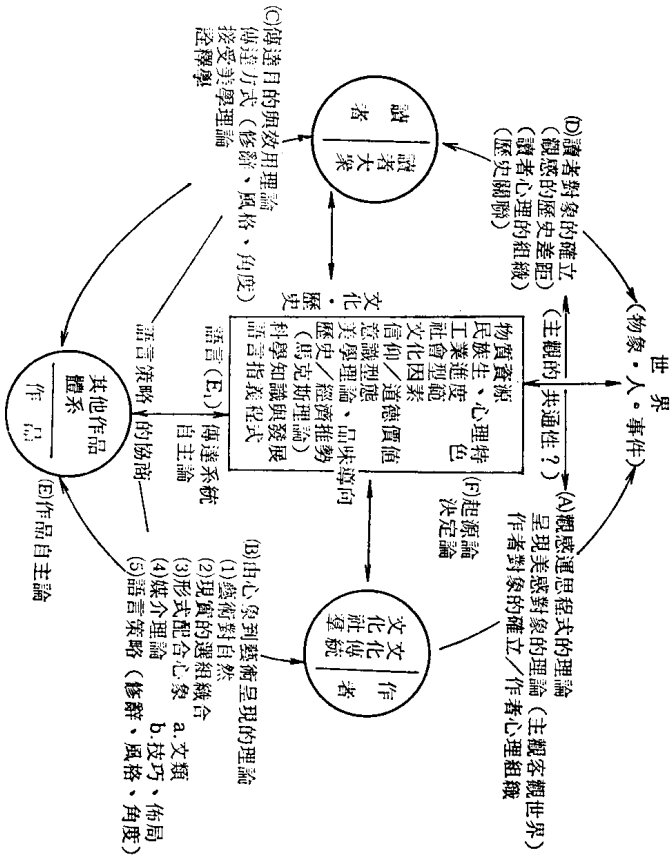 世界
(物象·人·事件)
(主觀的共通性?)
(A)觀感運思程式的理論
呈現美感對象的理論(主觀客觀世界)
作者對象的確立/作者心理組織
(D)讀者對象的確立
(觀感的歷史差距)
(讀者心理的組織)
(歷史關聯)
讀者
讀者大衆
文化·歷史
物質資源
民族生、心理特色
工業進度
社會型範
文化因素
信仰/道德價值
意識型態
美學理論、品味導向
歷史/經濟推勢
(馬克斯理論)
科學知識與發展
語言指義程式
(F)起源論
決定論
作者
文化傳統
文化社羣
(C)傳達目的與效用理論
傳達方式(修辭、風格、角度)
接受美學理論
詮釋學
語言(E₁)傳達系統
自主論
語言策略的協商
(B)由心象到藝術呈現的理論
(1)藝術對自然
(2)現實的選組織合
(3)形式配合心象 a.文類
b.技巧、佈局
(4)媒介理論
(5)語言策略(修辭、風格、角度)
其他作品
體系
作品
(E)作品自主論